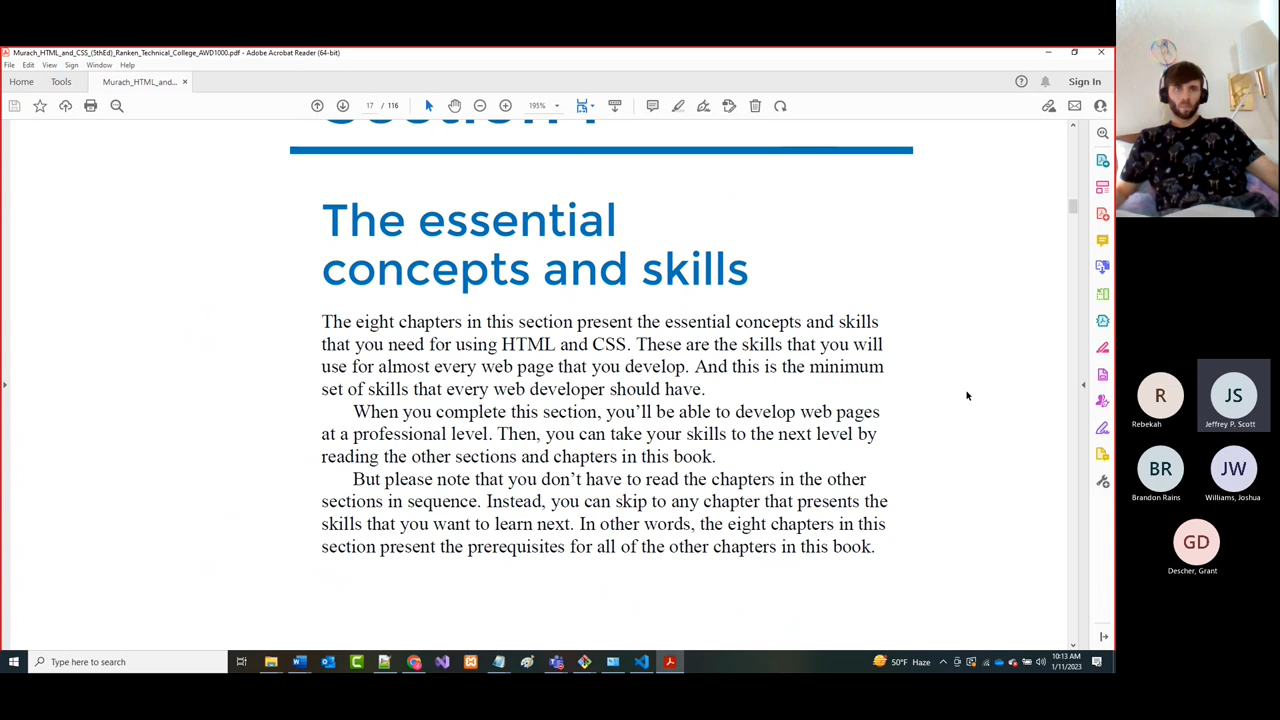 Murach_HTML_and_CSS_(5thEd)_Ranken_Technical_College_AWD1000.pdf - Adobe Acrobat Reader (64-bit)
File Edit View Sign Window Help
Home Tools Murach_HTML_and... × Sign In
17 / 116 195%
The essential
concepts and skills
The eight chapters in this section present the essential concepts and skills
that you need for using HTML and CSS. These are the skills that you will
use for almost every web page that you develop. And this is the minimum
set of skills that every web developer should have.
When you complete this section, you'll be able to develop web pages
at a professional level. Then, you can take your skills to the next level by
reading the other sections and chapters in this book.
But please note that you don't have to read the chapters in the other
sections in sequence. Instead, you can skip to any chapter that presents the
skills that you want to learn next. In other words, the eight chapters in this
section present the prerequisites for all of the other chapters in this book.
R
Rebekah
JS
Jeffrey P. Scott
BR
Brandon Rains
JW
Williams, Joshua
GD
Descher, Grant
Type here to search
50°F Haze
10:13 AM
1/11/2023